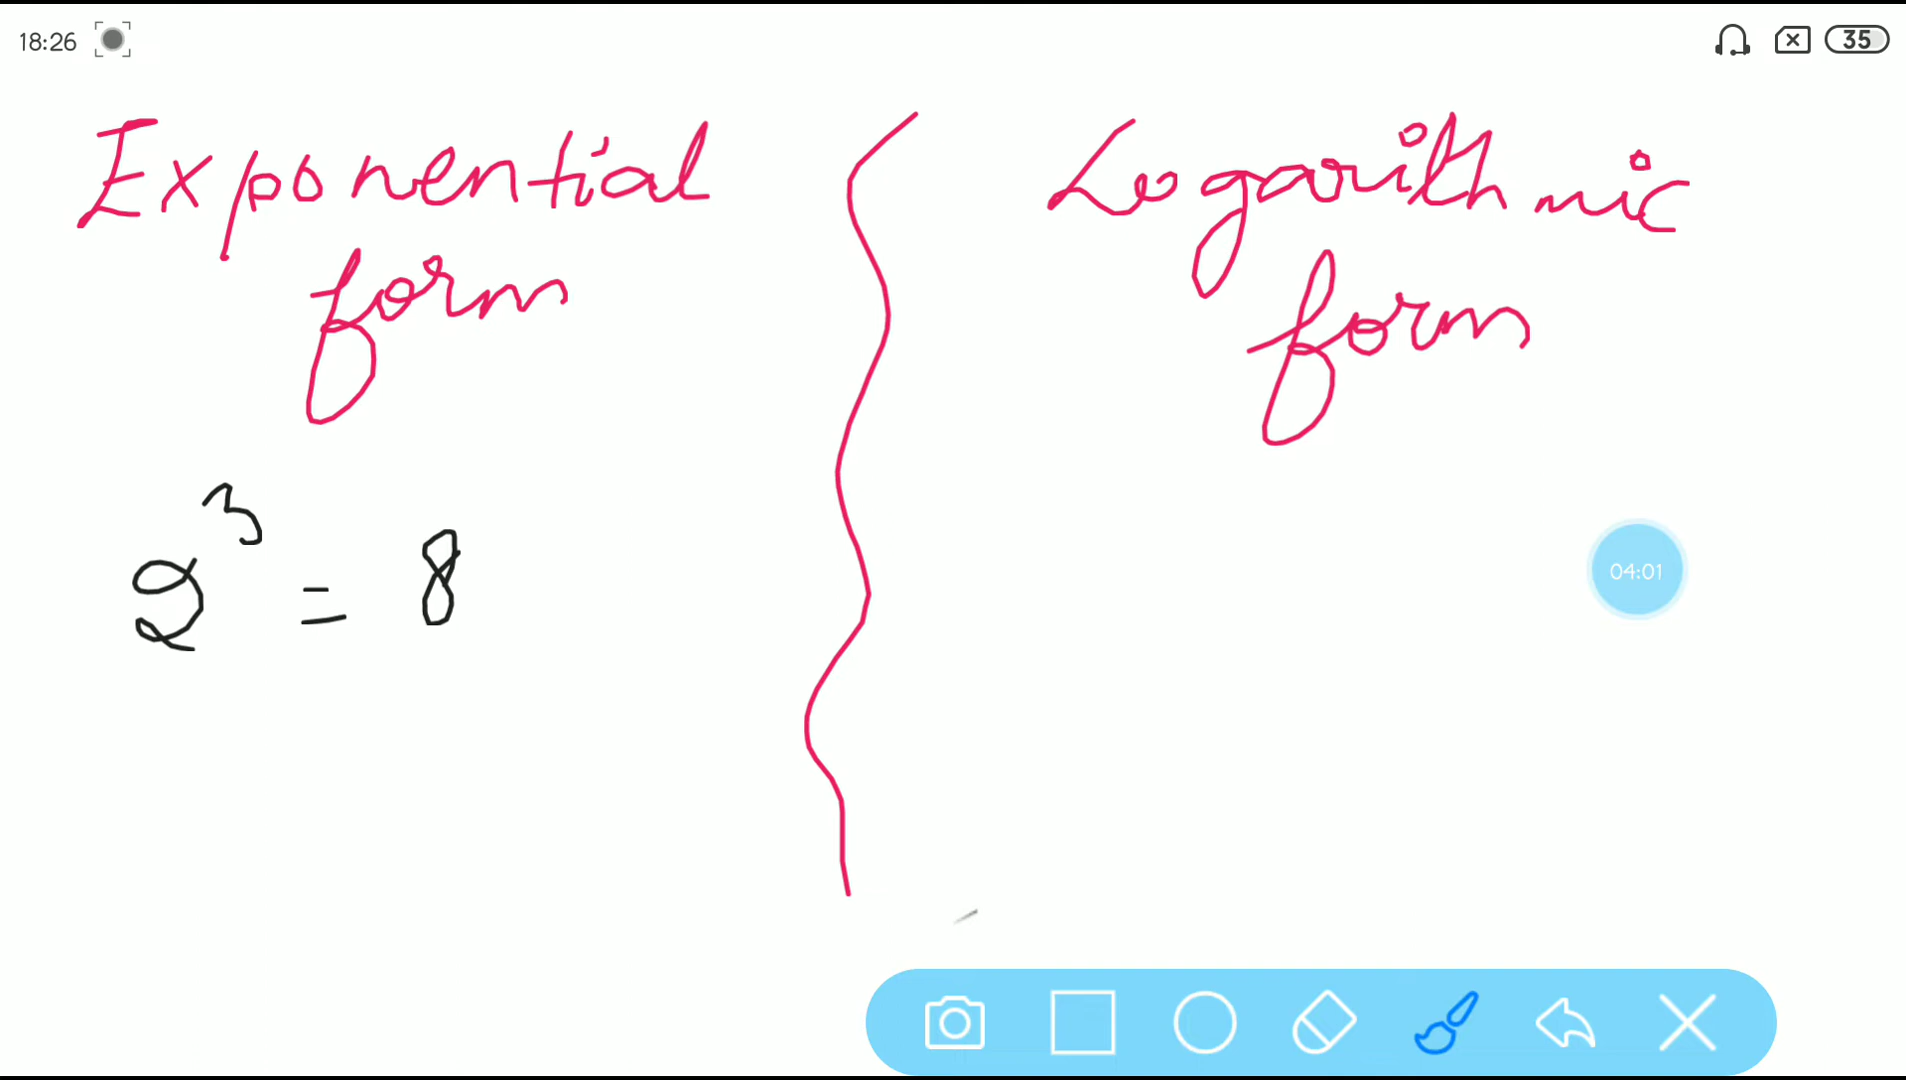 18:26
35
Exponential
form
Logarithmic
form
2³ = 8
04:01